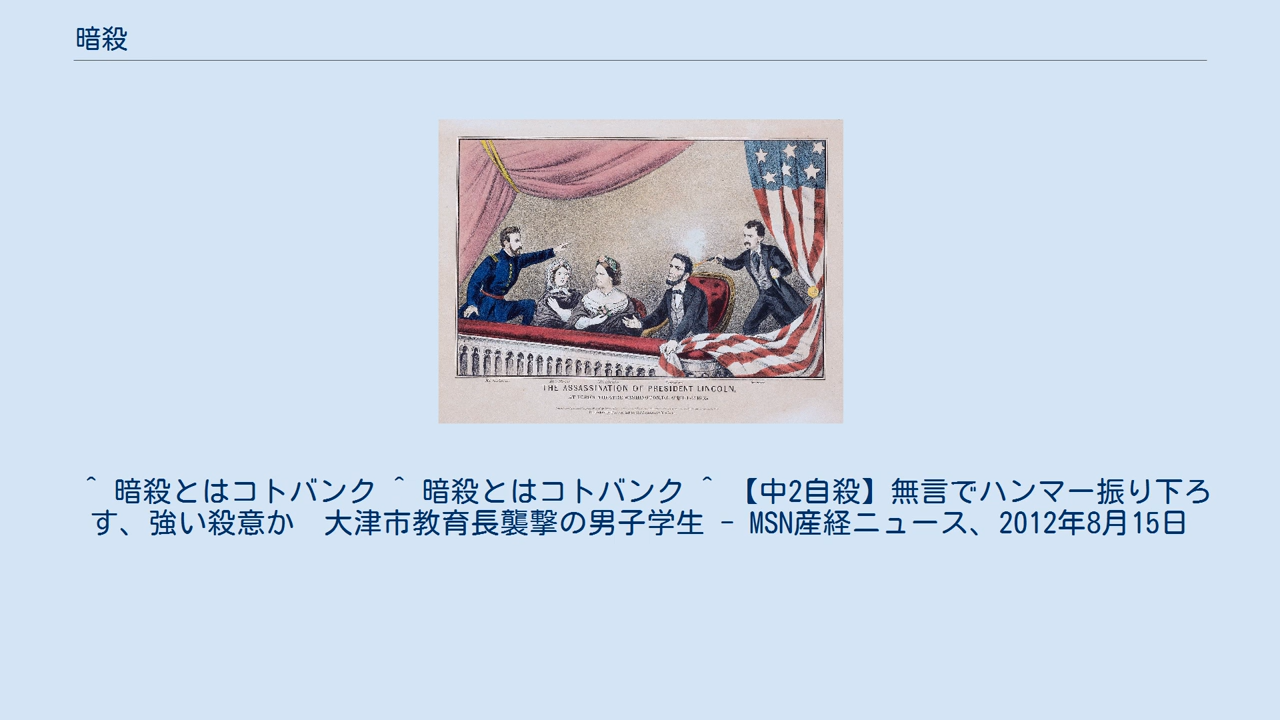 暗殺
THE ASSASSINATION OF PRESIDENT LINCOLN.
^ 暗殺とはコトバンク ^ 暗殺とはコトバンク ^ 【中2自殺】無言でハンマー振り下ろ
す、強い殺意か　大津市教育長襲撃の男子学生 - MSN産経ニュース、2012年8月15日